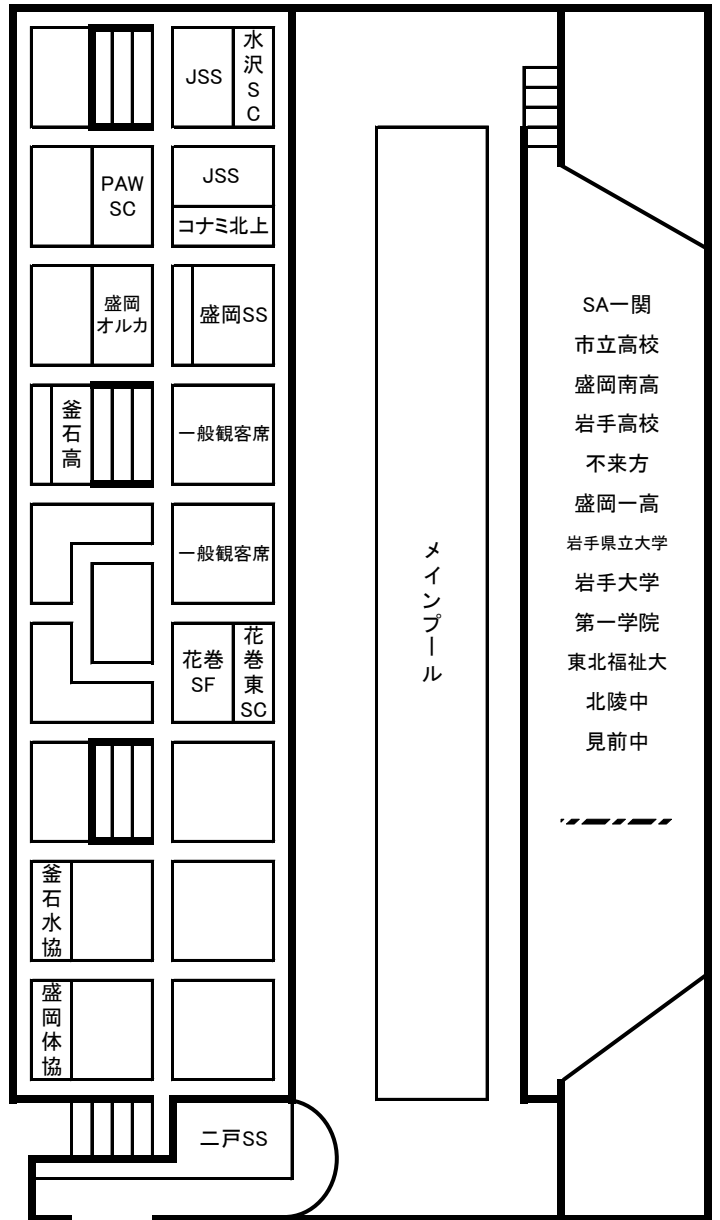 JSS
水沢SC
PAW
SC
JSS
コナミ北上
盛岡
オルカ
盛岡SS
釜石高
一般観客席
一般観客席
花巻
SF
花巻東SC
釜石水協
盛岡体協
二戸SS
メインプール
SA一関
市立高校
盛岡南高
岩手高校
不来方
盛岡一高
岩手県立大学
岩手大学
第一学院
東北福祉大
北陵中
見前中